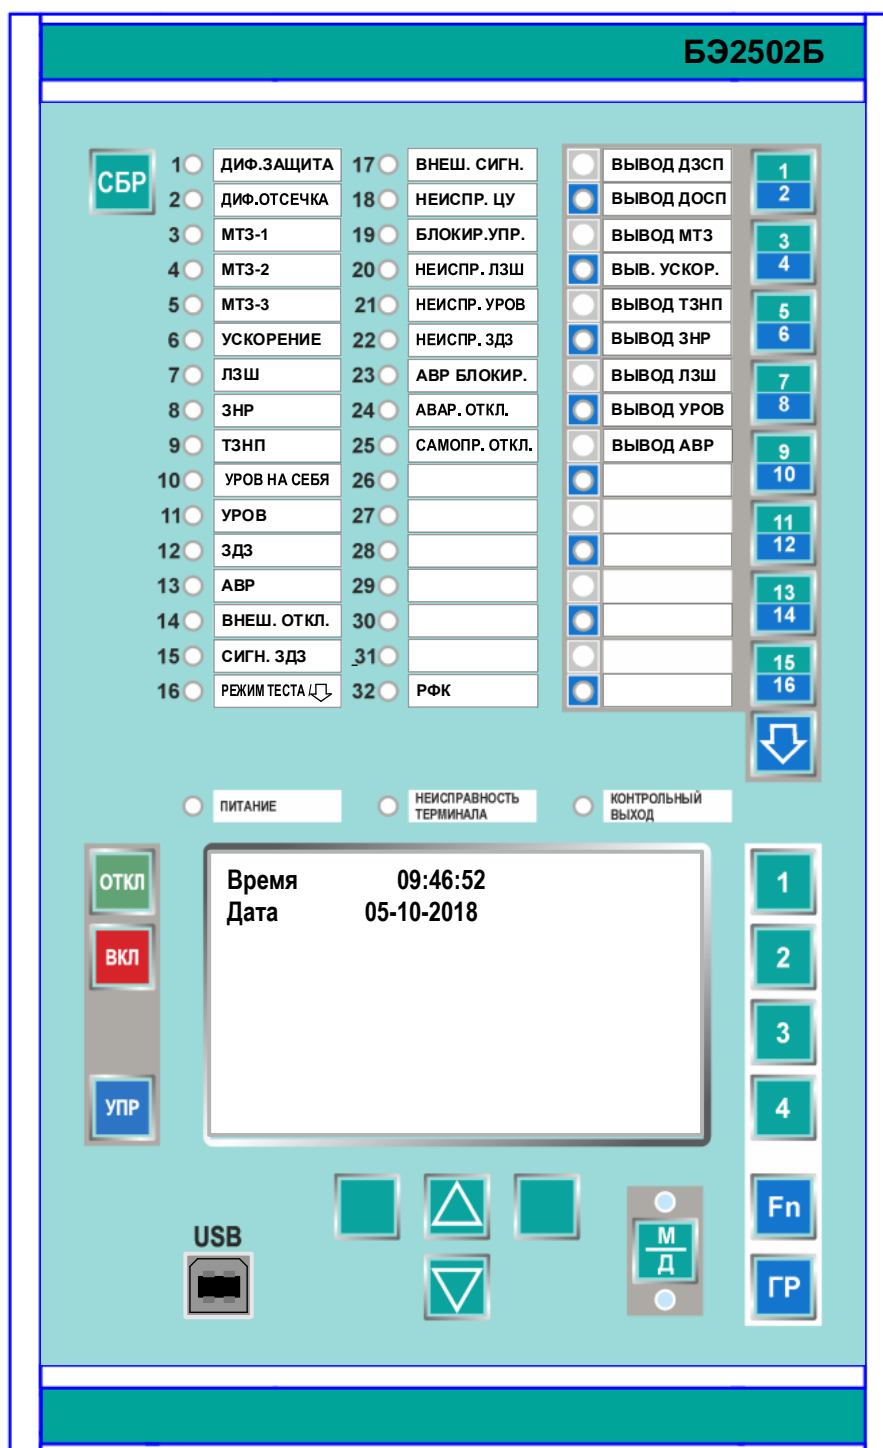 БЭ2502Б
СБР
1 ДИФ.ЗАЩИТА 17 ВНЕШ. СИГН. ВЫВОД ДЗСП 1
2 ДИФ.ОТСЕЧКА 18 НЕИСПР. ЦУ ВЫВОД ДОСП 2
3 МТЗ-1 19 БЛОКИР.УПР. ВЫВОД МТЗ 3
4 МТЗ-2 20 НЕИСПР. ЛЗШ ВЫВ. УСКОР. 4
5 МТЗ-3 21 НЕИСПР. УРОВ ВЫВОД ТЗНП 5
6 УСКОРЕНИЕ 22 НЕИСПР. ЗДЗ ВЫВОД ЗНР 6
7 ЛЗШ 23 АВР БЛОКИР. ВЫВОД ЛЗШ 7
8 ЗНР 24 АВАР. ОТКЛ. ВЫВОД УРОВ 8
9 ТЗНП 25 САМОПР. ОТКЛ. ВЫВОД АВР 9
10 УРОВ НА СЕБЯ 26 10
11 УРОВ 27 11
12 ЗДЗ 28 12
13 АВР 29 13
14 ВНЕШ. ОТКЛ. 30 14
15 СИГН. ЗДЗ 31 15
16 РЕЖИМ ТЕСТА / 32 РФК 16
ПИТАНИЕ
НЕИСПРАВНОСТЬ
ТЕРМИНАЛА
КОНТРОЛЬНЫЙ
ВЫХОД
ОТКЛ
ВКЛ
УПР
Время 09:46:52
Дата 05-10-2018
1
2
3
4
Fn
ГР
USB
М
Д